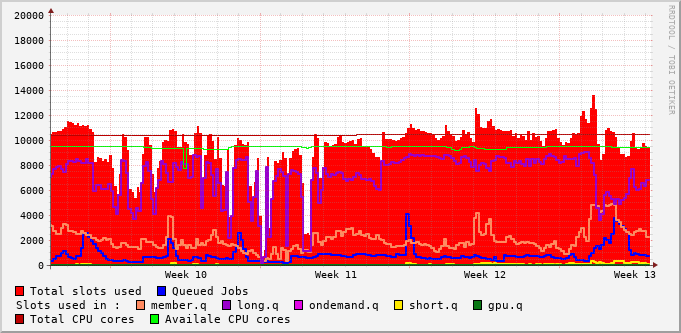 20000
18000
16000
14000
12000
10000
8000
6000
4000
2000
0
Week 10 Week 11 Week 12 Week 13
RRDTOOL / TOBI OETIKER
Total slots used Queued Jobs
Slots used in : member.q long.q ondemand.q short.q gpu.q
Total CPU cores Availale CPU cores